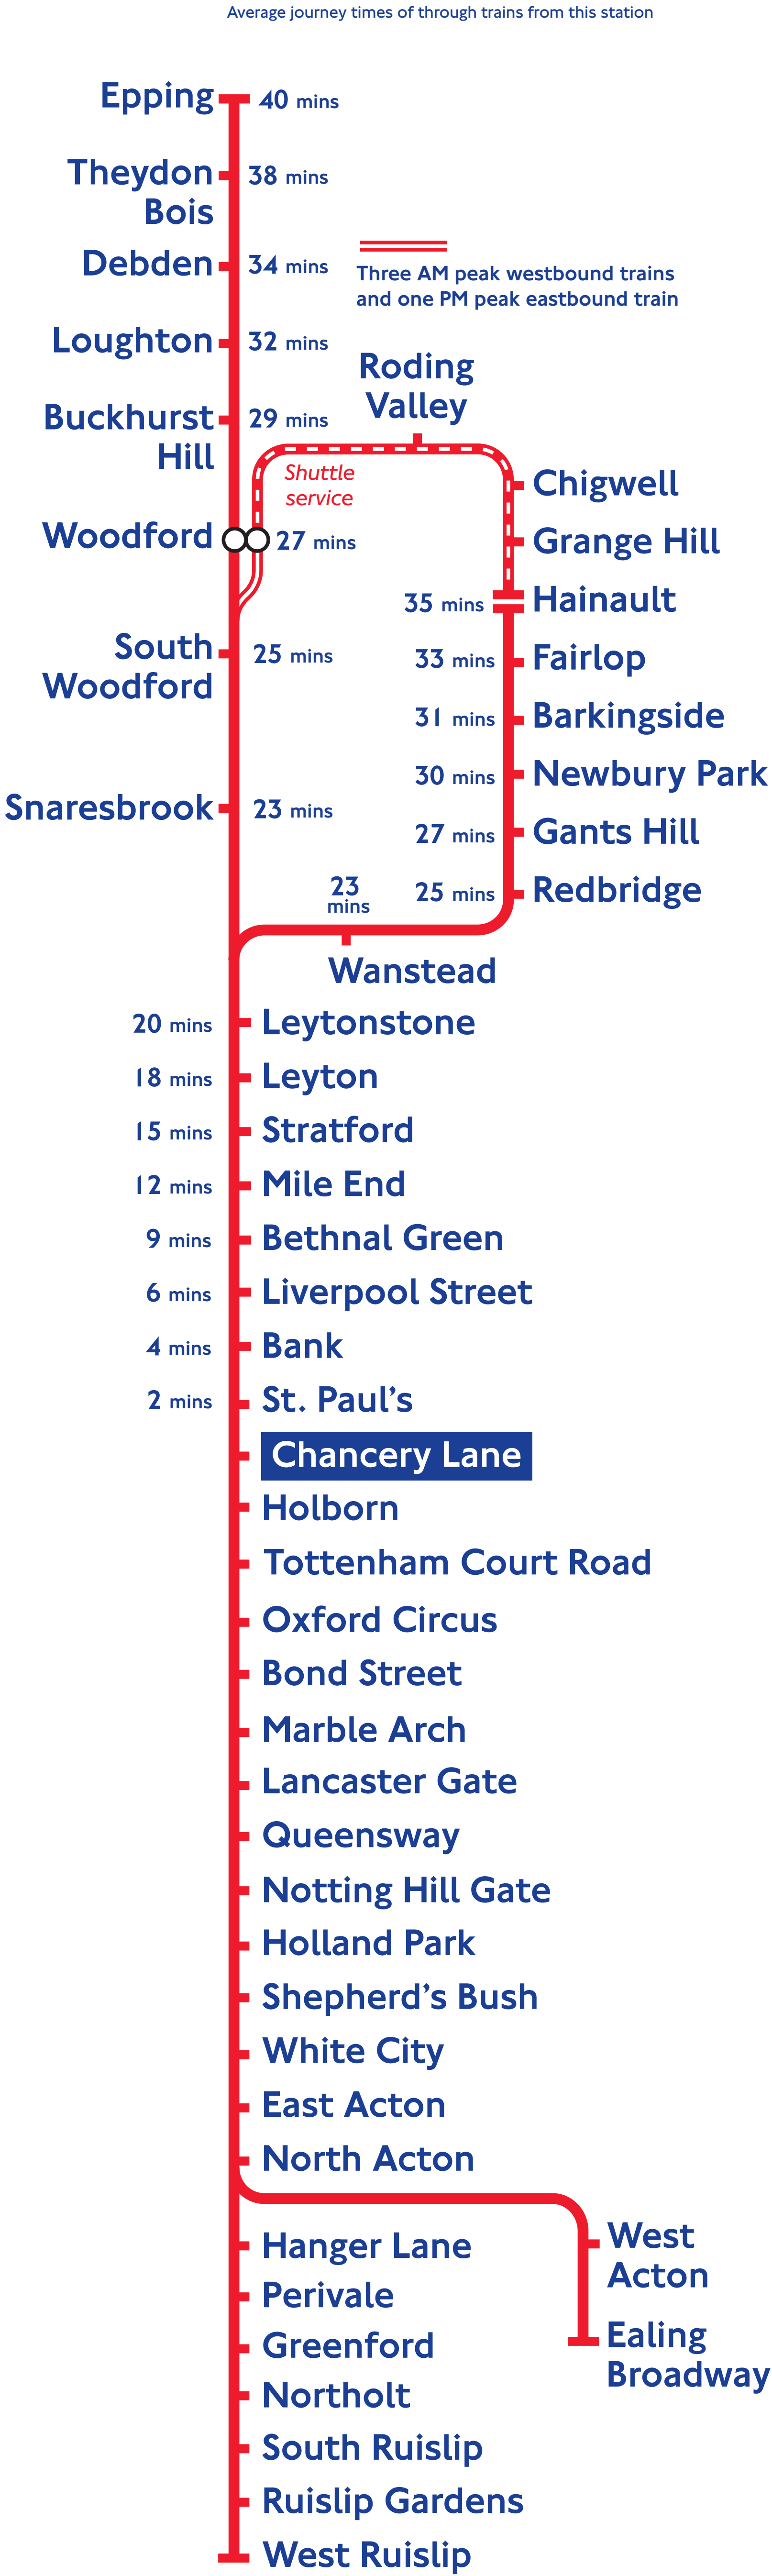 Average journey times of through trains from this station
Epping 40 mins
Theydon
Bois
38 mins
Debden 34 mins
Three AM peak westbound trains
and one PM peak eastbound train
Loughton 32 mins
Roding
Valley
Buckhurst
Hill
29 mins
Shuttle
service
Chigwell
Woodford 27 mins
Grange Hill
35 mins Hainault
South
Woodford
25 mins
33 mins Fairlop
31 mins Barkingside
30 mins Newbury Park
Snaresbrook 23 mins
27 mins Gants Hill
25 mins Redbridge
23
mins
Wanstead
20 mins Leytonstone
18 mins Leyton
15 mins Stratford
12 mins Mile End
9 mins Bethnal Green
6 mins Liverpool Street
4 mins Bank
2 mins St. Paul’s
Chancery Lane
Holborn
Tottenham Court Road
Oxford Circus
Bond Street
Marble Arch
Lancaster Gate
Queensway
Notting Hill Gate
Holland Park
Shepherd’s Bush
White City
East Acton
North Acton
West
Acton
Ealing
Broadway
Hanger Lane
Perivale
Greenford
Northolt
South Ruislip
Ruislip Gardens
West Ruislip